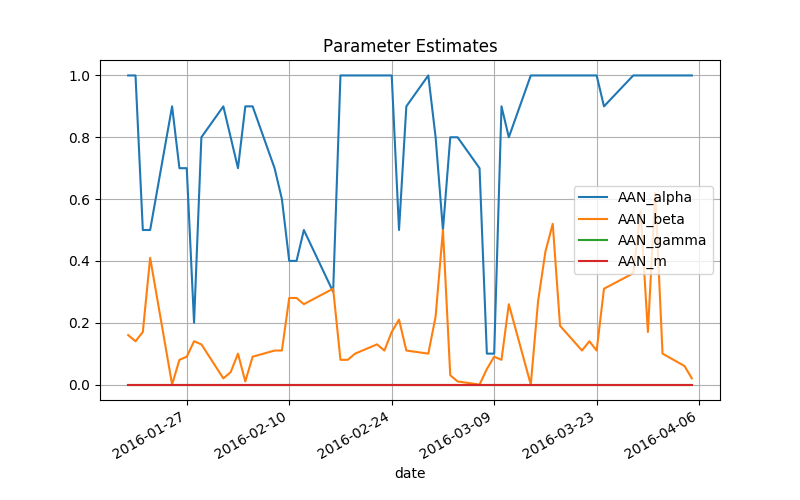 Parameter Estimates
1.0
0.8
0.6
0.4
0.2
0.0
AAN_alpha
AAN_beta
AAN_gamma
AAN_m
2016-01-27
2016-02-10
2016-02-24
2016-03-09
2016-03-23
2016-04-06
date